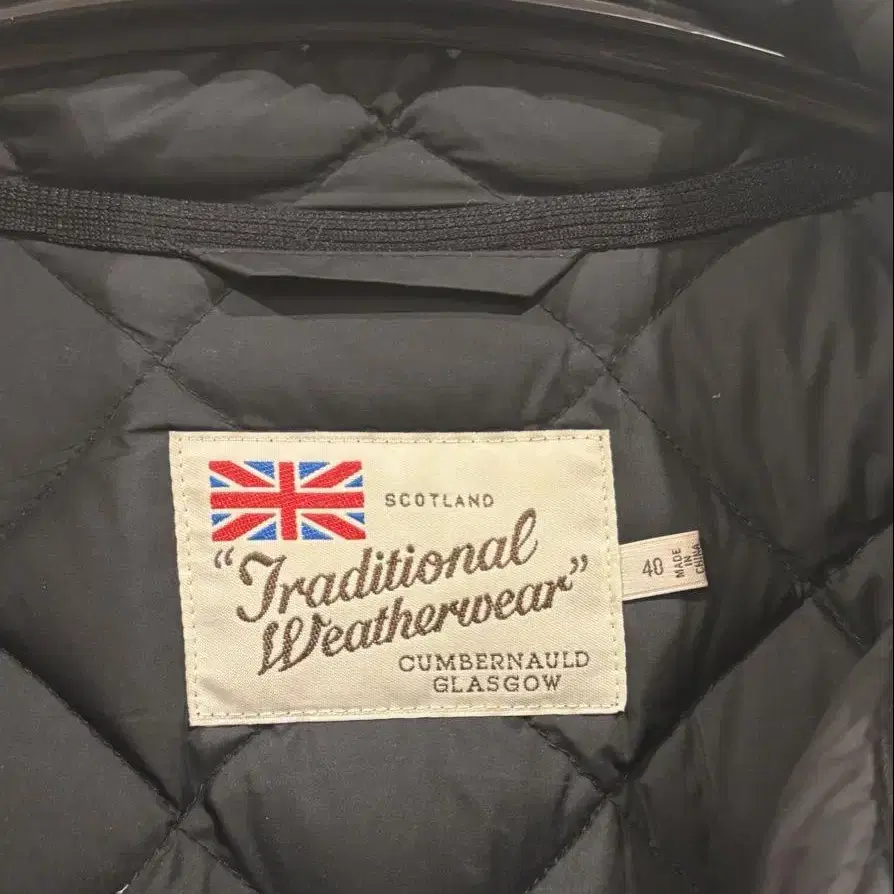 SCOTLAND
"Traditional
Weatherwear"
CUMBERNAULD
GLASGOW
40
MADE
IN
CHINA